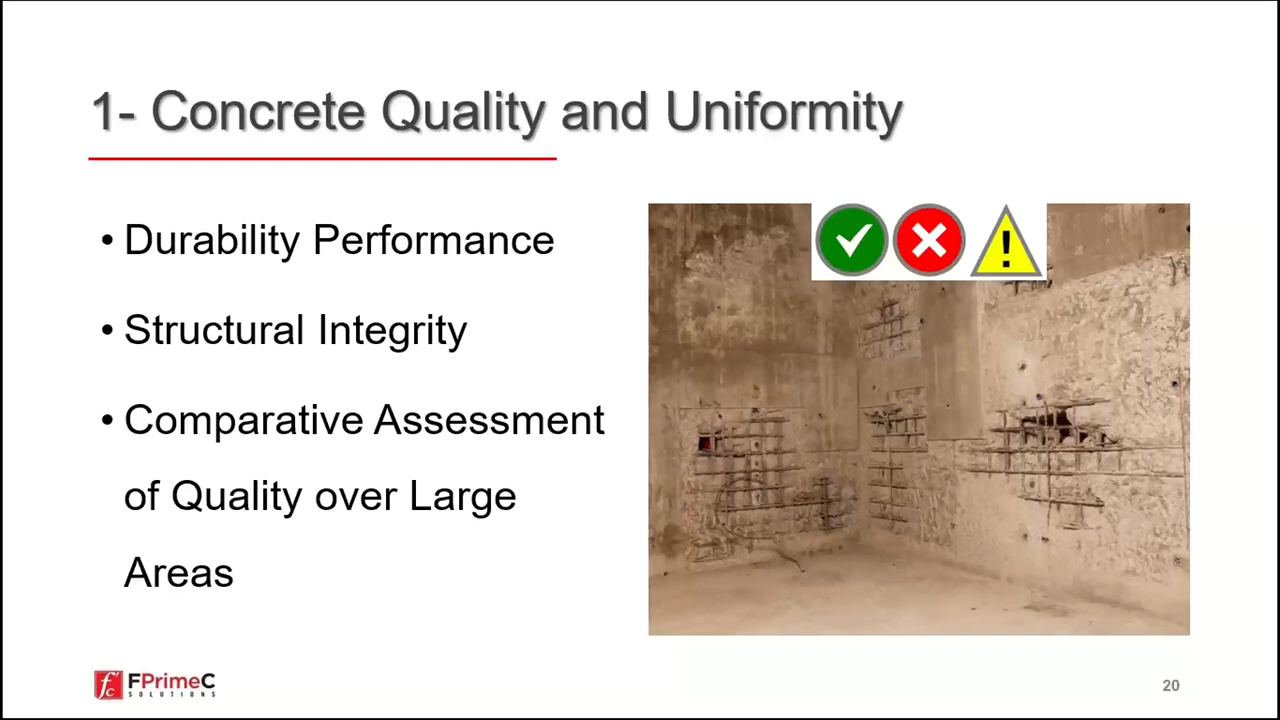 1- Concrete Quality and Uniformity
• Durability Performance
• Structural Integrity
• Comparative Assessment
of Quality over Large
Areas
!
f'c FPrimeC
SOLUTIONS
20